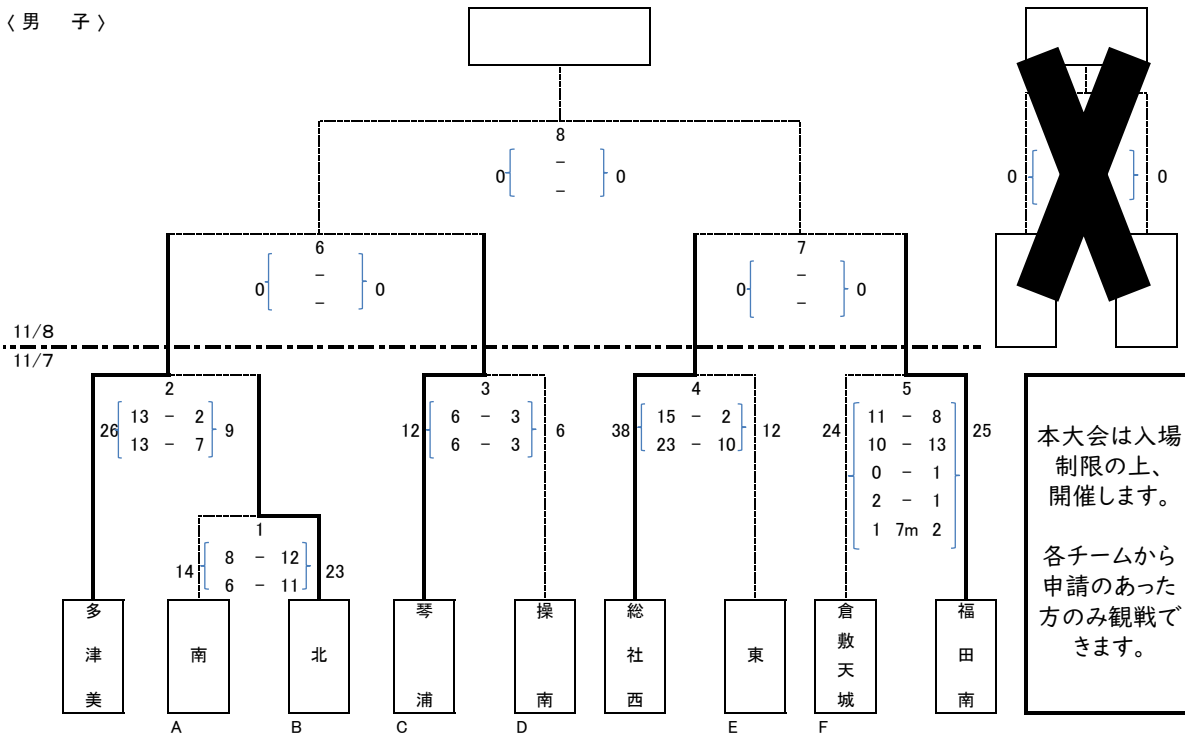 〈 男　子 〉
8
0 － 0
－
0 0
6
0 － 0
－
7
0 － 0
－
11/8
11/7
2
26 13 － 2 9
13 － 7
3
12 6 － 3 6
6 － 3
4
38 15 － 2 12
23 － 10
5
24 11 － 8 25
10 － 13
0 － 1
2 － 1
1 7m 2
1
14 8 － 12 23
6 － 11
本大会は入場
制限の上、
開催します。
各チームから
申請のあった
方のみ観戦で
きます。
多津美
南
北
琴浦
操南
総社西
東
倉敷天城
福田南
A
B
C
D
E
F